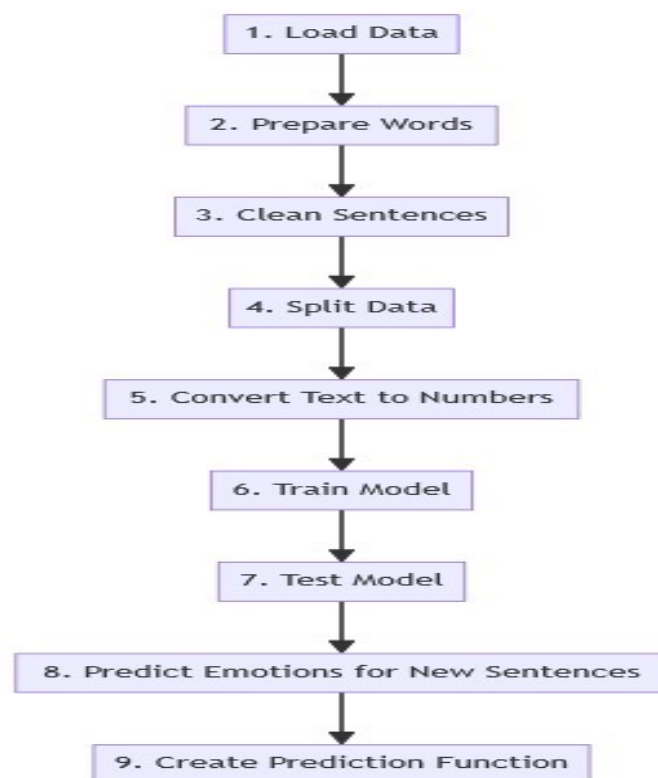 1. Load Data
2. Prepare Words
3. Clean Sentences
4. Split Data
5. Convert Text to Numbers
6. Train Model
7. Test Model
8. Predict Emotions for New Sentences
9. Create Prediction Function